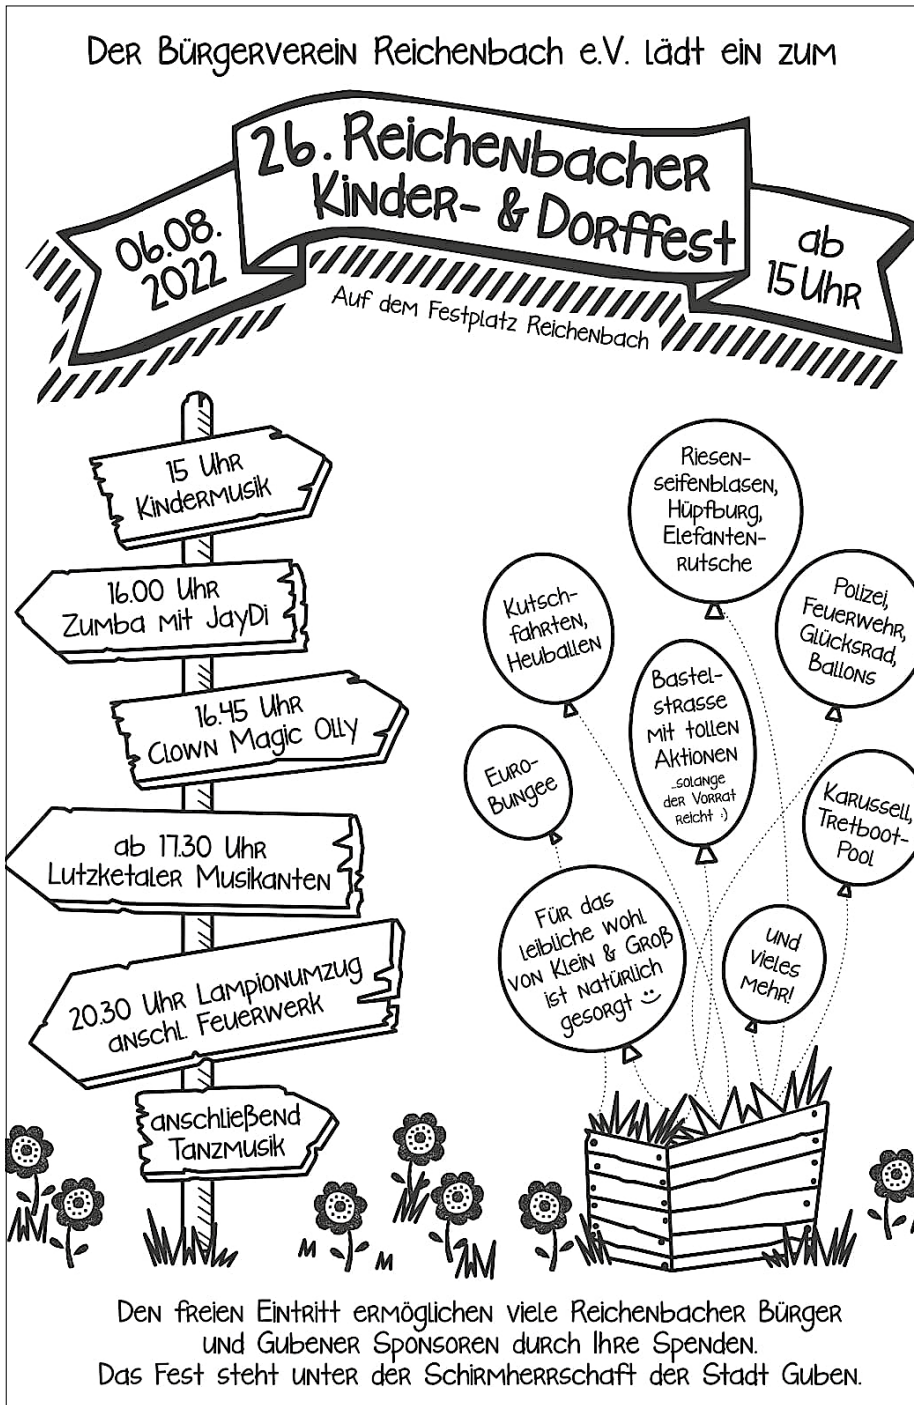 Der Bürgerverein Reichenbach e.V. lädt ein zum
26. Reichenbacher
Kinder- & Dorffest
06.08.
2022
ab
15 Uhr
Auf dem Festplatz Reichenbach
15 Uhr
Kindermusik
16.00 Uhr
Zumba mit JayDi
16.45 Uhr
Clown Magic Olly
ab 17.30 Uhr
Lutzketaler Musikanten
20.30 Uhr Lampionumzug
anschl. Feuerwerk
anschließend
Tanzmusik
Riesen-
seifenblasen,
Hüpfburg,
Elefanten-
rutsche
Kutsch-
fahrten,
Heuballen
Polizei,
Feuerwehr,
Glücksrad,
Ballons
Bastel-
strasse
mit tollen
Aktionen
...solange
der Vorrat
reicht :)
Euro-
Bungee
Karussell,
Tretboot-
Pool
Für das
leibliche Wohl
von Klein & Groß
ist natürlich
gesorgt
und
vieles
mehr!
Den freien Eintritt ermöglichen viele Reichenbacher Bürger
und Gubener Sponsoren durch Ihre Spenden.
Das Fest steht unter der Schirmherrschaft der Stadt Guben.